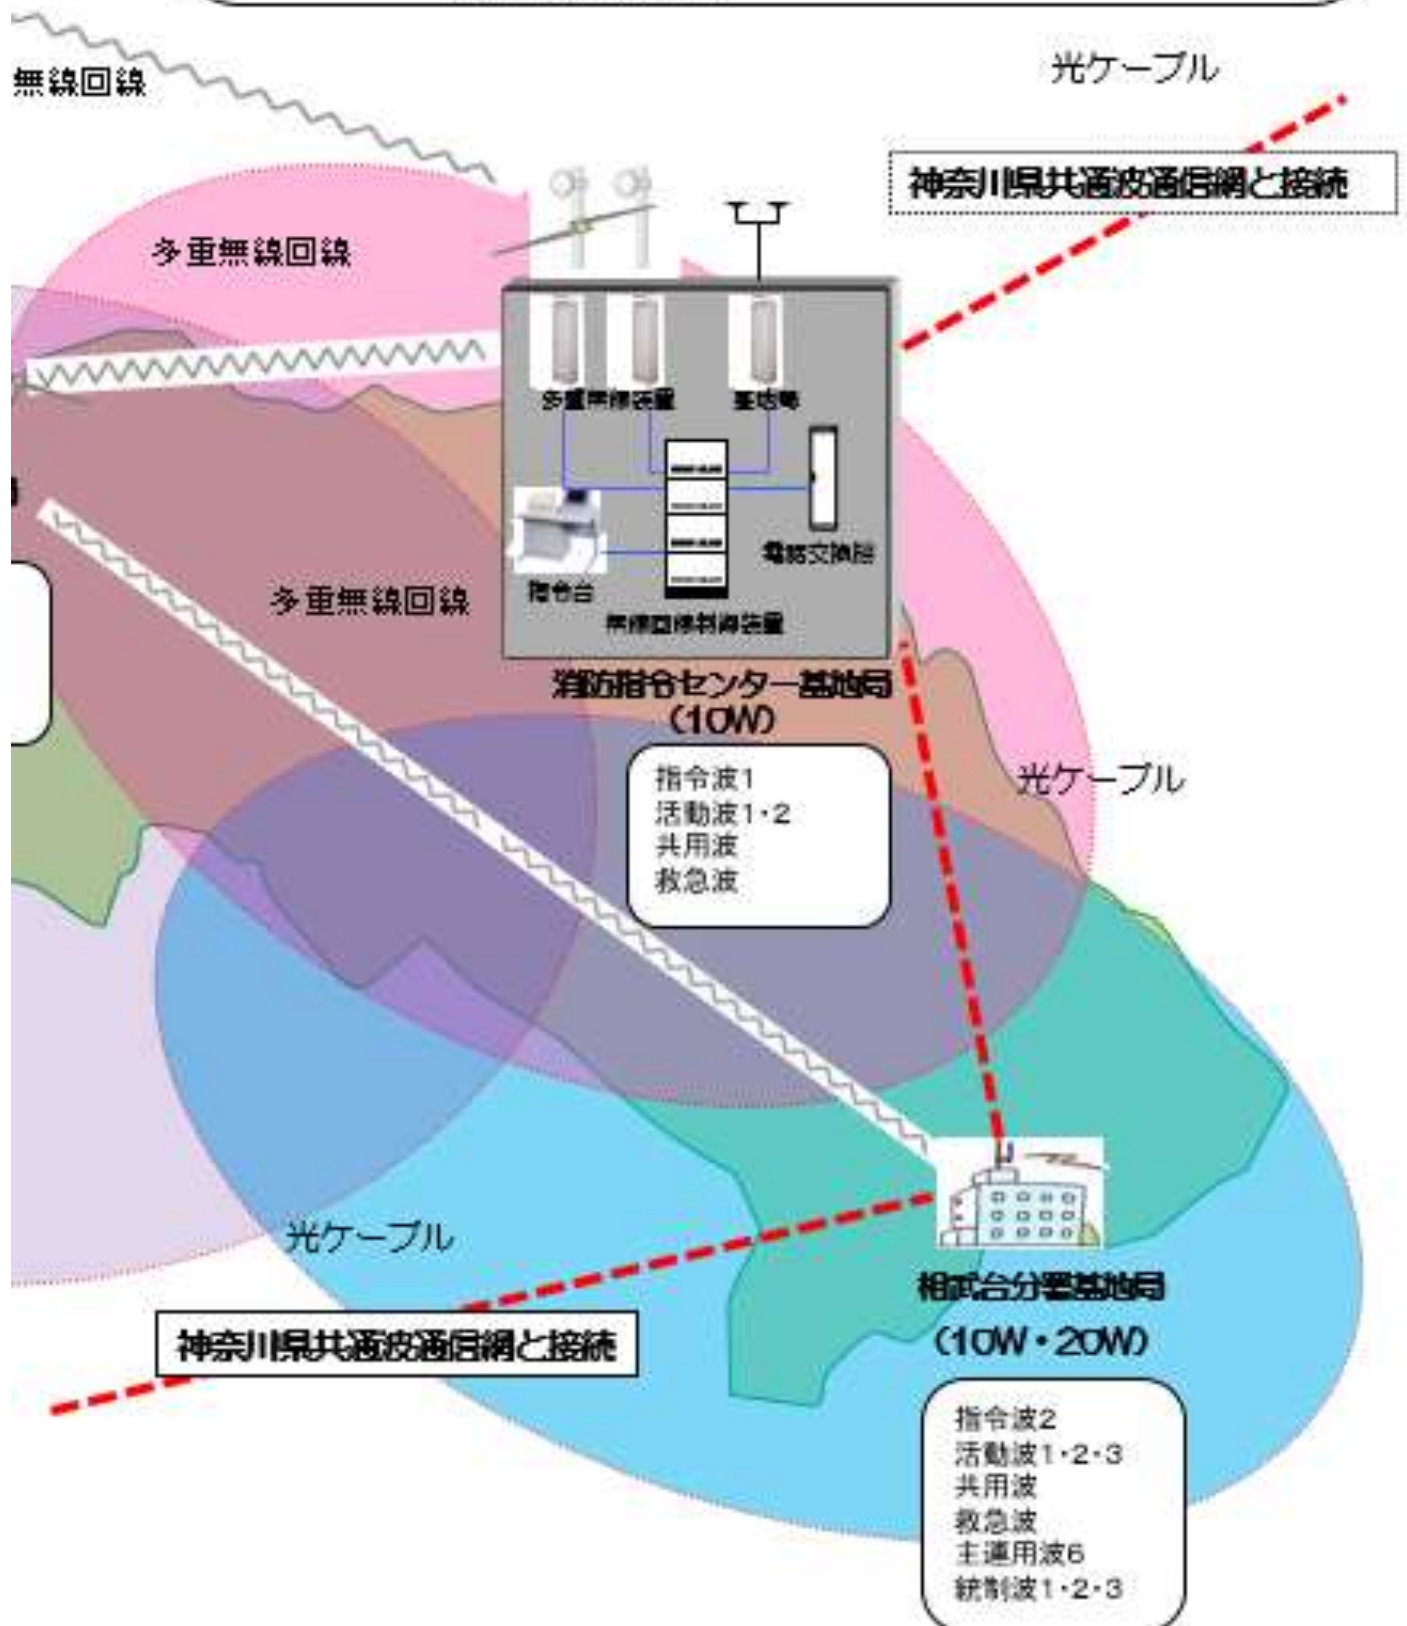 光ケーブル
無線回線
神奈川県共通波通信網と接続
多重無線回線
多重無線装置
基地局
電話交換機
指令台
多重無線回線
無線回線制御装置
消防指令センター基地局
(10W)
指令波1
活動波1・2
共用波
救急波
光ケーブル
光ケーブル
相武台分署基地局
神奈川県共通波通信網と接続
(10W・20W)
指令波2
活動波1・2・3
共用波
救急波
主運用波6
統制波1・2・3